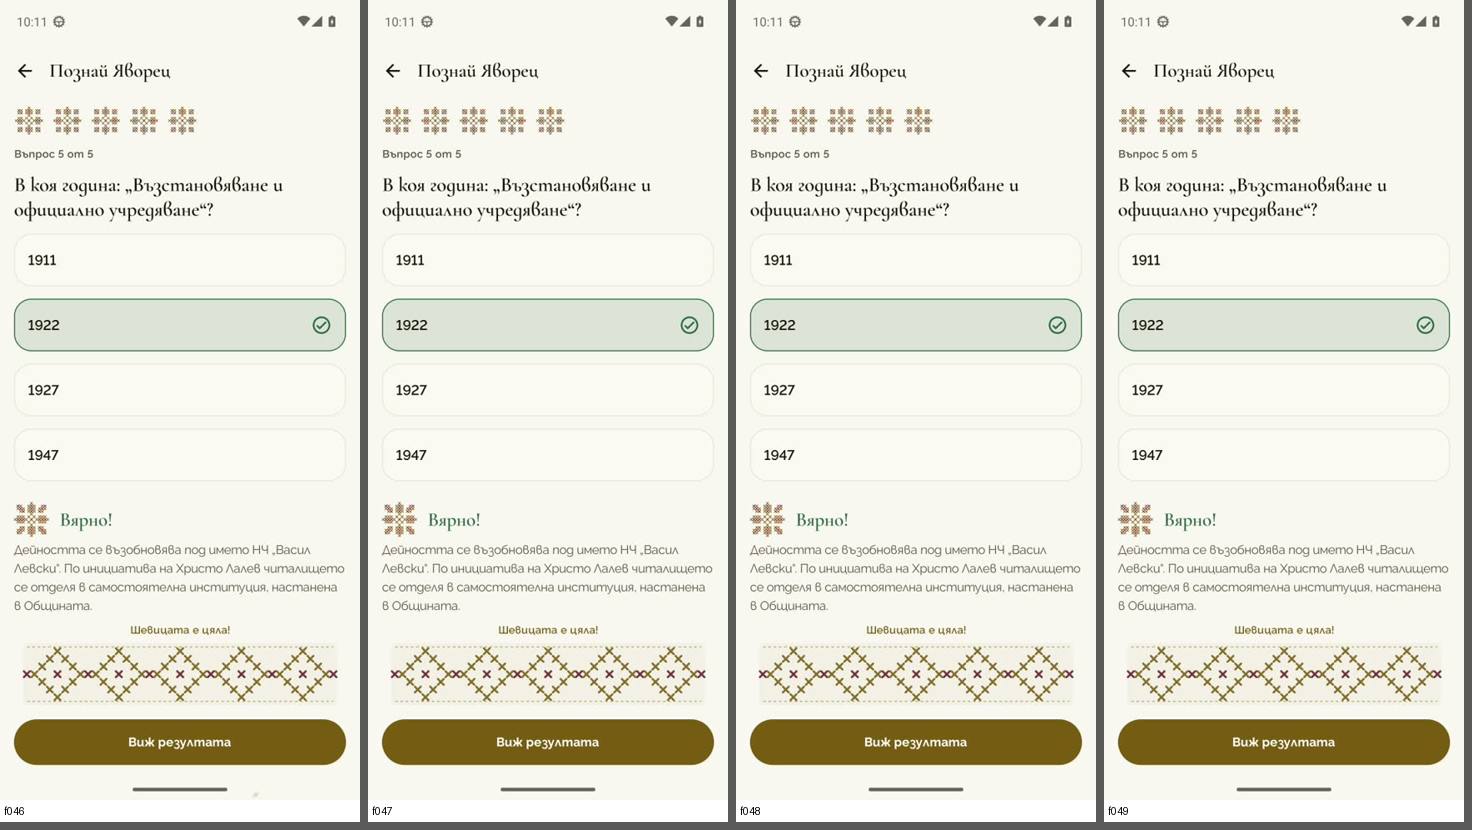 10:11
Познай Яворец
Въпрос 5 от 5
В коя година: „Възстановяване и
официално учредяване“?
1911
1922
1927
1947
Вярно!
Дейността се възобновява под името НЧ „Васил
Левски“. По инициатива на Христо Лалев читалището
се отделя в самостоятелна институция, настанена
в Общината.
Шевицата е цяла!
Виж резултата
f046
10:11
Познай Яворец
Въпрос 5 от 5
В коя година: „Възстановяване и
официално учредяване“?
1911
1922
1927
1947
Вярно!
Дейността се възобновява под името НЧ „Васил
Левски“. По инициатива на Христо Лалев читалището
се отделя в самостоятелна институция, настанена
в Общината.
Шевицата е цяла!
Виж резултата
f047
10:11
Познай Яворец
Въпрос 5 от 5
В коя година: „Възстановяване и
официално учредяване“?
1911
1922
1927
1947
Вярно!
Дейността се възобновява под името НЧ „Васил
Левски“. По инициатива на Христо Лалев читалището
се отделя в самостоятелна институция, настанена
в Общината.
Шевицата е цяла!
Виж резултата
f048
10:11
Познай Яворец
Въпрос 5 от 5
В коя година: „Възстановяване и
официално учредяване“?
1911
1922
1927
1947
Вярно!
Дейността се възобновява под името НЧ „Васил
Левски“. По инициатива на Христо Лалев читалището
се отделя в самостоятелна институция, настанена
в Общината.
Шевицата е цяла!
Виж резултата
f049